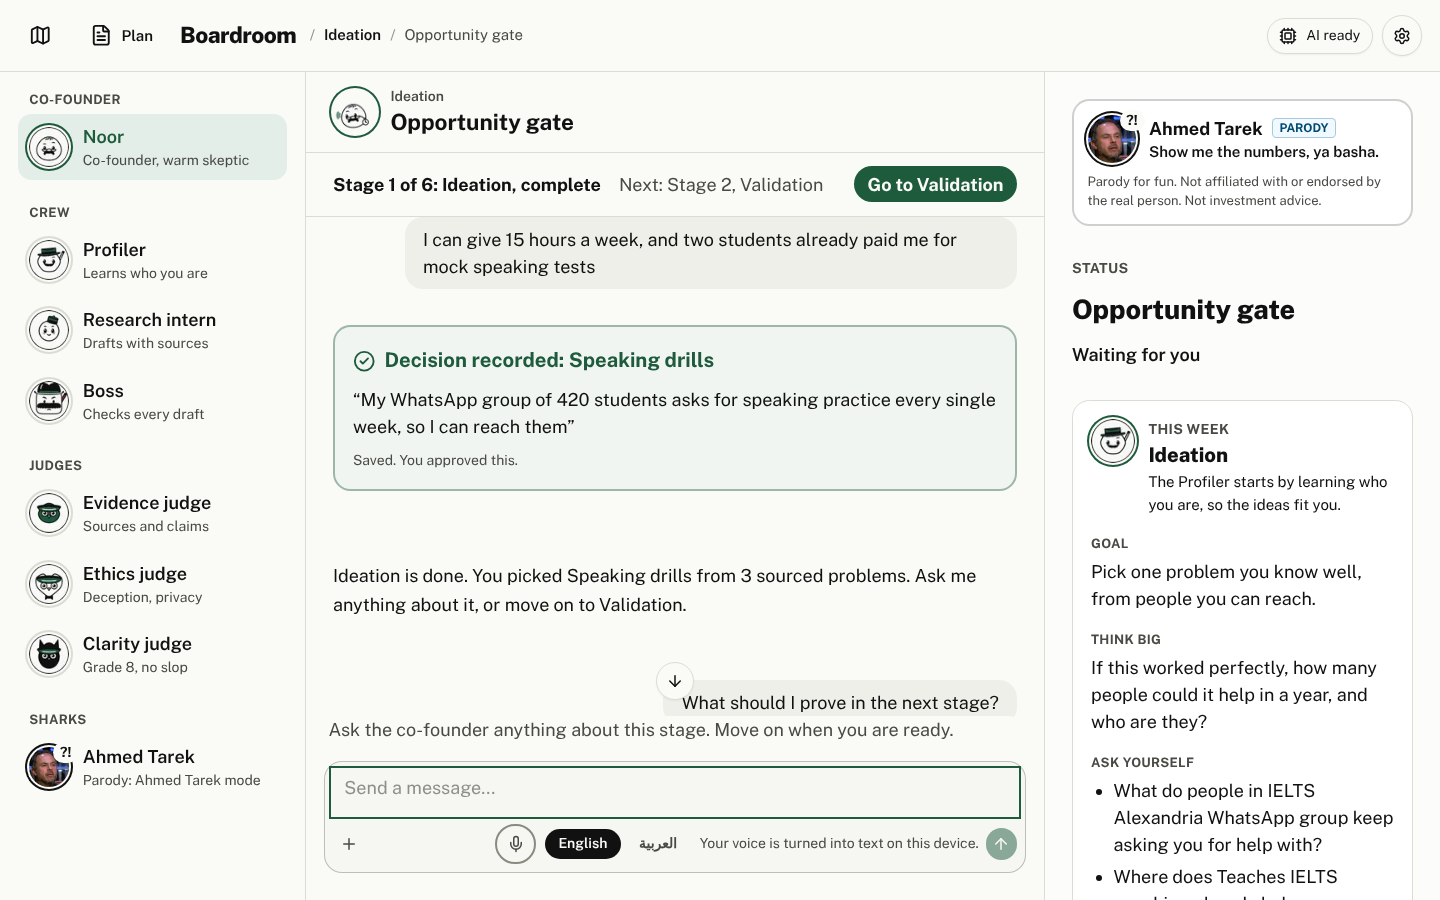 Plan
Boardroom / Ideation / Opportunity gate
AI ready
CO-FOUNDER
Noor
Co-founder, warm skeptic
CREW
Profiler
Learns who you are
Research intern
Drafts with sources
Boss
Checks every draft
JUDGES
Evidence judge
Sources and claims
Ethics judge
Deception, privacy
Clarity judge
Grade 8, no slop
SHARKS
?!
Ahmed Tarek
Parody: Ahmed Tarek mode
Ideation
Opportunity gate
Stage 1 of 6: Ideation, complete
Next: Stage 2, Validation
Go to Validation
I can give 15 hours a week, and two students already paid me for
mock speaking tests
Decision recorded: Speaking drills
“My WhatsApp group of 420 students asks for speaking practice every single
week, so I can reach them”
Saved. You approved this.
Ideation is done. You picked Speaking drills from 3 sourced problems. Ask me
anything about it, or move on to Validation.
What should I prove in the next stage?
Ask the co-founder anything about this stage. Move on when you are ready.
Send a message...
English
العربية
Your voice is turned into text on this device.
?!
Ahmed Tarek
PARODY
Show me the numbers, ya basha.
Parody for fun. Not affiliated with or endorsed by
the real person. Not investment advice.
STATUS
Opportunity gate
Waiting for you
THIS WEEK
Ideation
The Profiler starts by learning who
you are, so the ideas fit you.
GOAL
Pick one problem you know well,
from people you can reach.
THINK BIG
If this worked perfectly, how many
people could it help in a year, and
who are they?
ASK YOURSELF
• What do people in IELTS
Alexandria WhatsApp group keep
asking you for help with?
• Where does Teaches IELTS